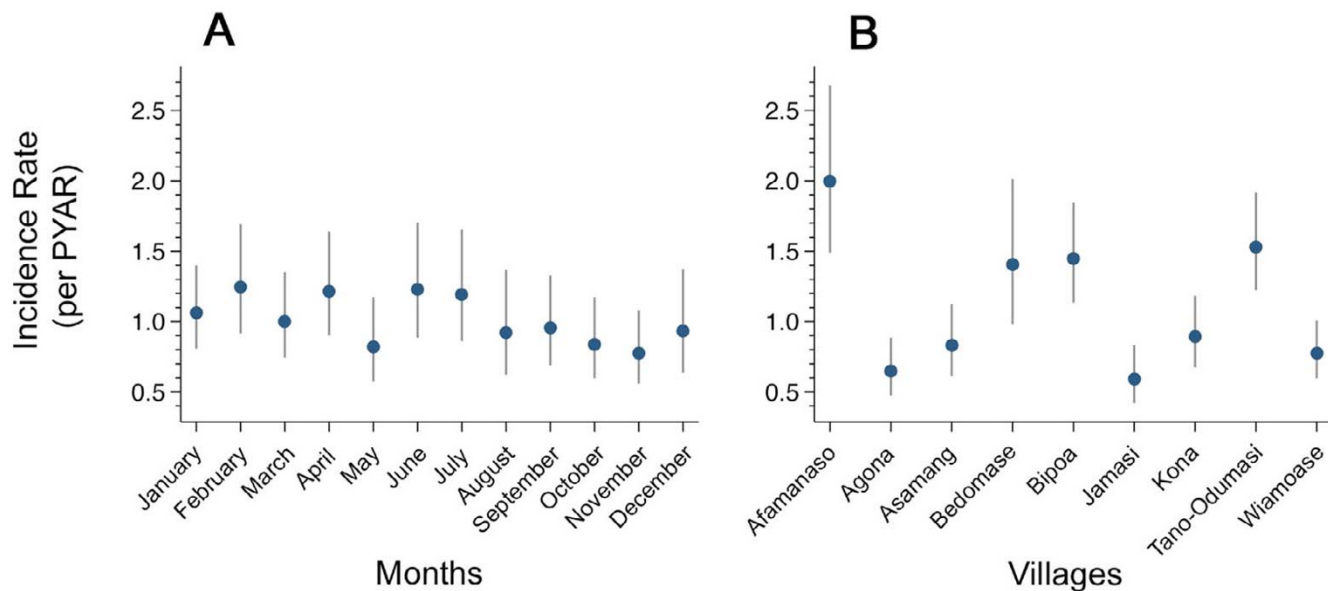 A
Incidence Rate
(per PYAR)
2.5
2.0
1.5
1.0
0.5
January
February
March
April
May
June
July
August
September
October
November
December
Months
B
2.5
2.0
1.5
1.0
0.5
Afamanaso
Agona
Asamang
Bedomase
Bipoa
Jamasi
Kona
Tano-Odumasi
Wiamoase
Villages